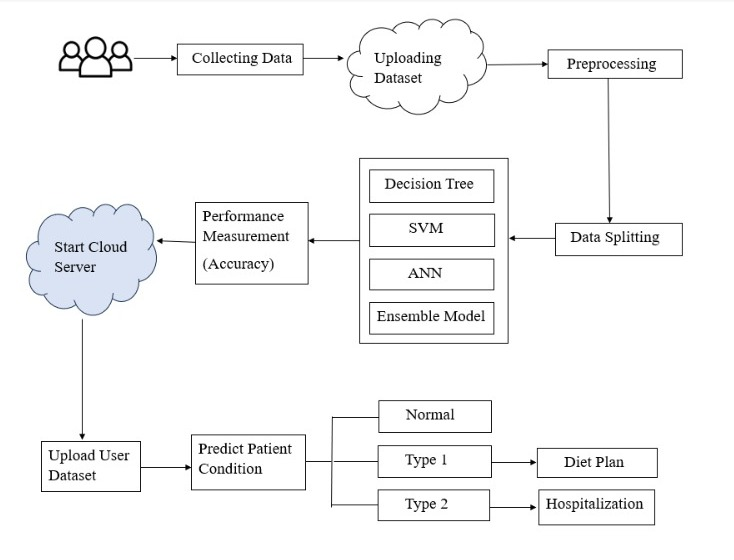 Collecting Data
Uploading
Dataset
Preprocessing
Data Splitting
Decision Tree
SVM
ANN
Ensemble Model
Performance
Measurement
(Accuracy)
Start Cloud
Server
Upload User
Dataset
Predict Patient
Condition
Normal
Type 1
Diet Plan
Type 2
Hospitalization